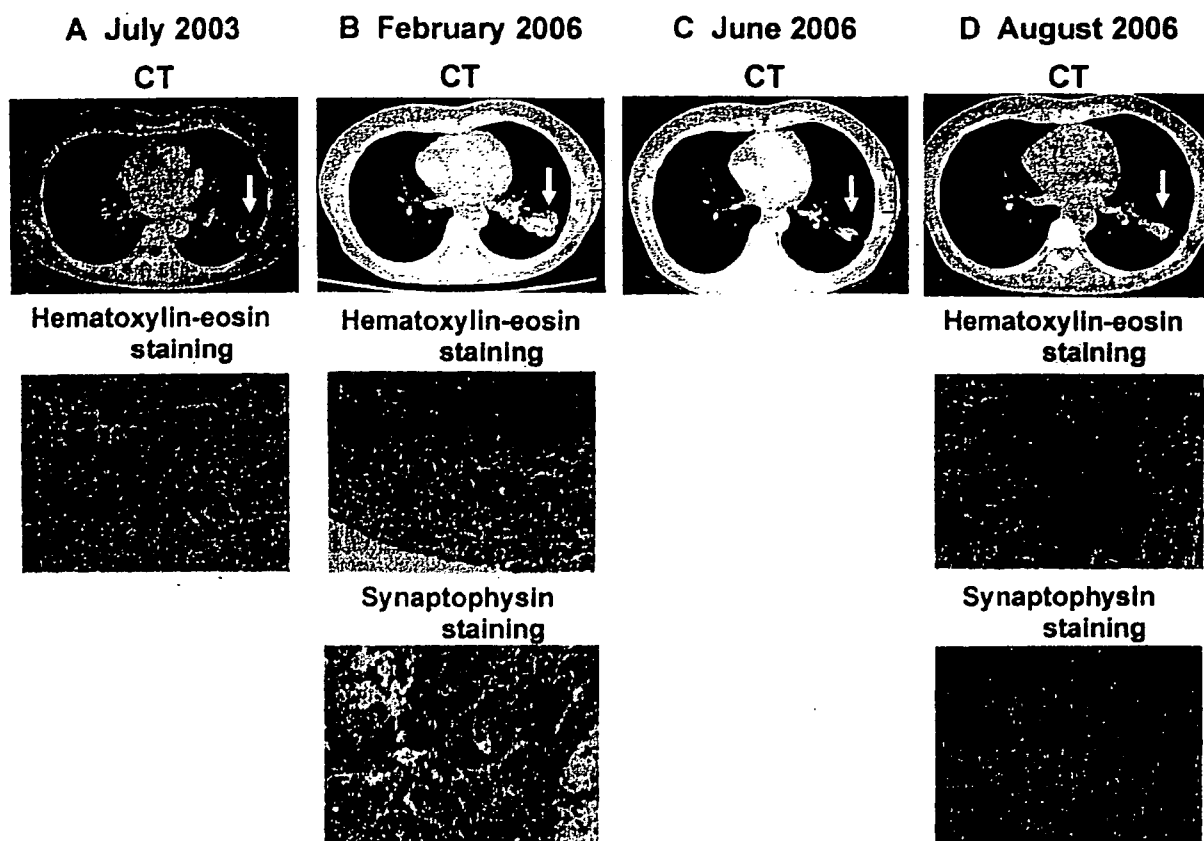 A July 2003
CT
Hematoxylin-eosin
staining
B February 2006
CT
Hematoxylin-eosin
staining
Synaptophysin
staining
C June 2006
CT
D August 2006
CT
Hematoxylin-eosin
staining
Synaptophysin
staining